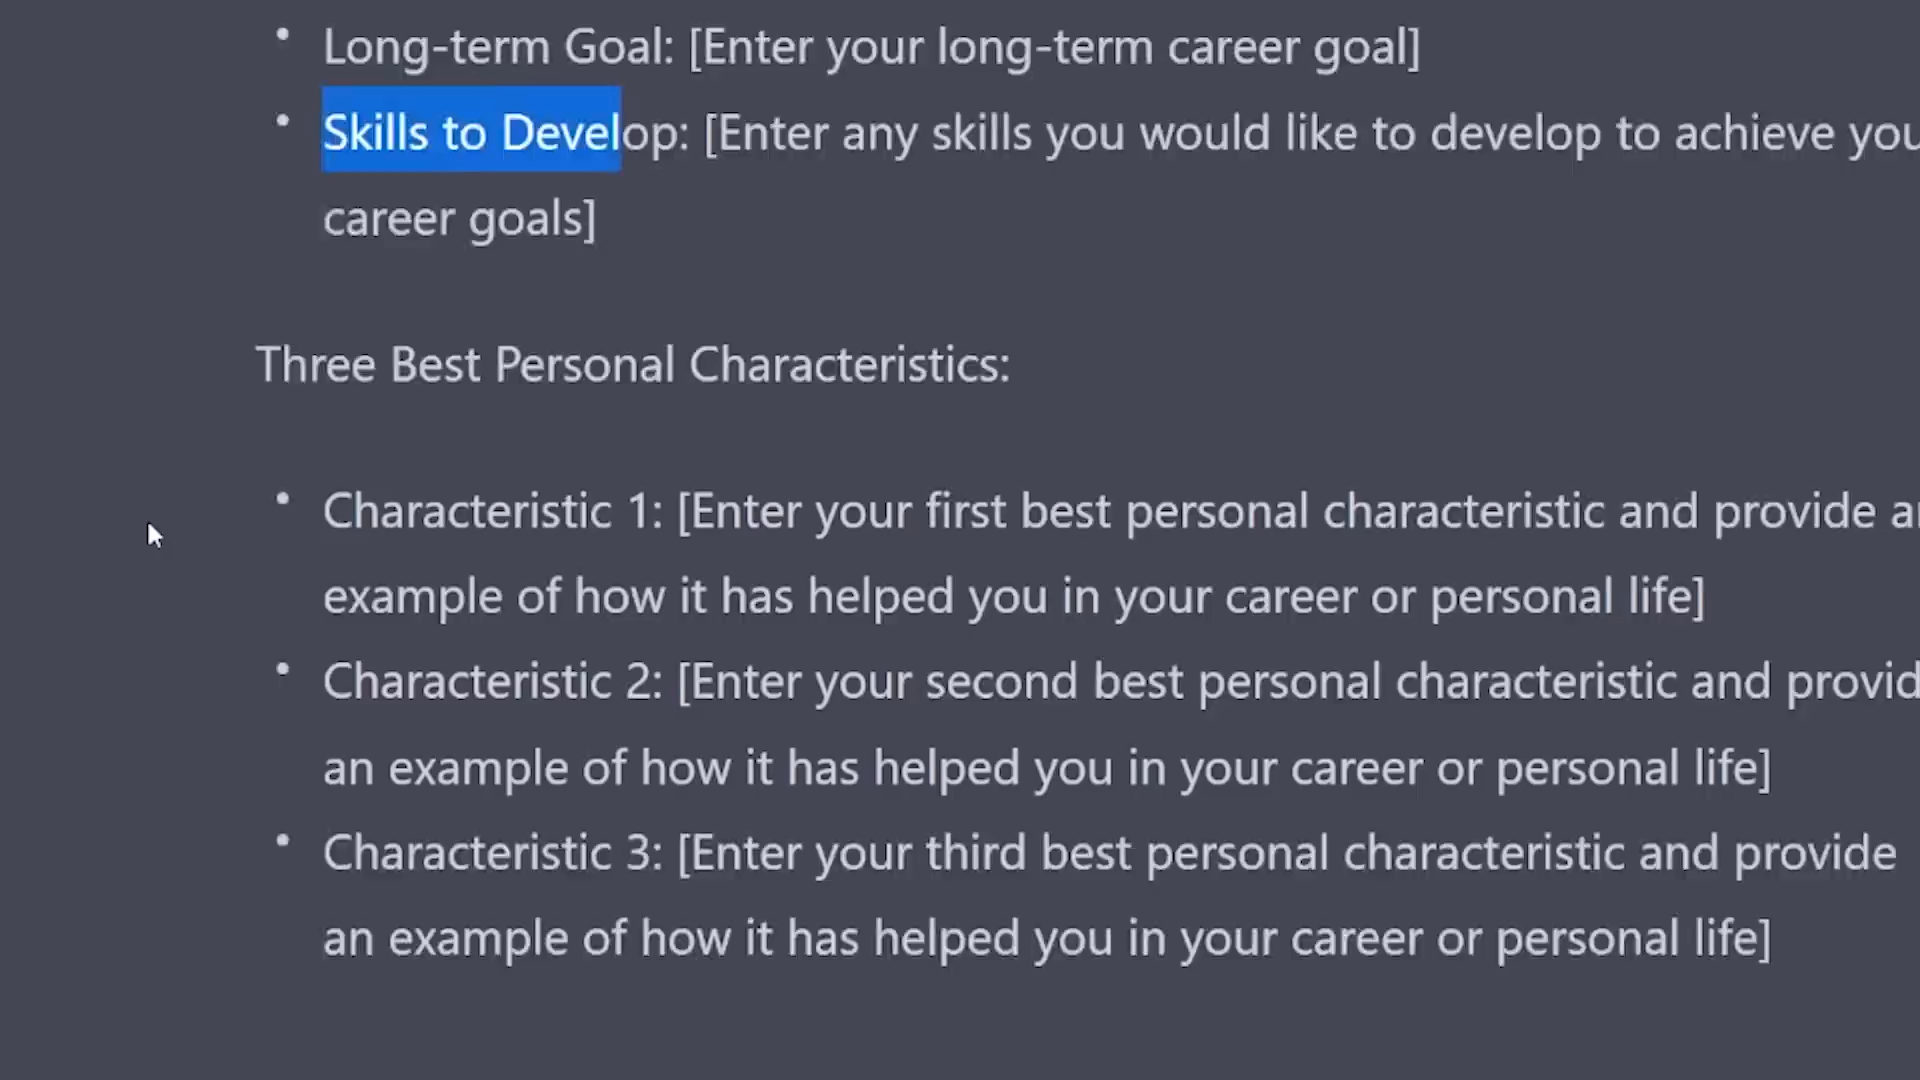 • Long-term Goal: [Enter your long-term career goal]
• Skills to Develop: [Enter any skills you would like to develop to achieve you
career goals]
Three Best Personal Characteristics:
• Characteristic 1: [Enter your first best personal characteristic and provide a
example of how it has helped you in your career or personal life]
• Characteristic 2: [Enter your second best personal characteristic and provid
an example of how it has helped you in your career or personal life]
• Characteristic 3: [Enter your third best personal characteristic and provide
an example of how it has helped you in your career or personal life]